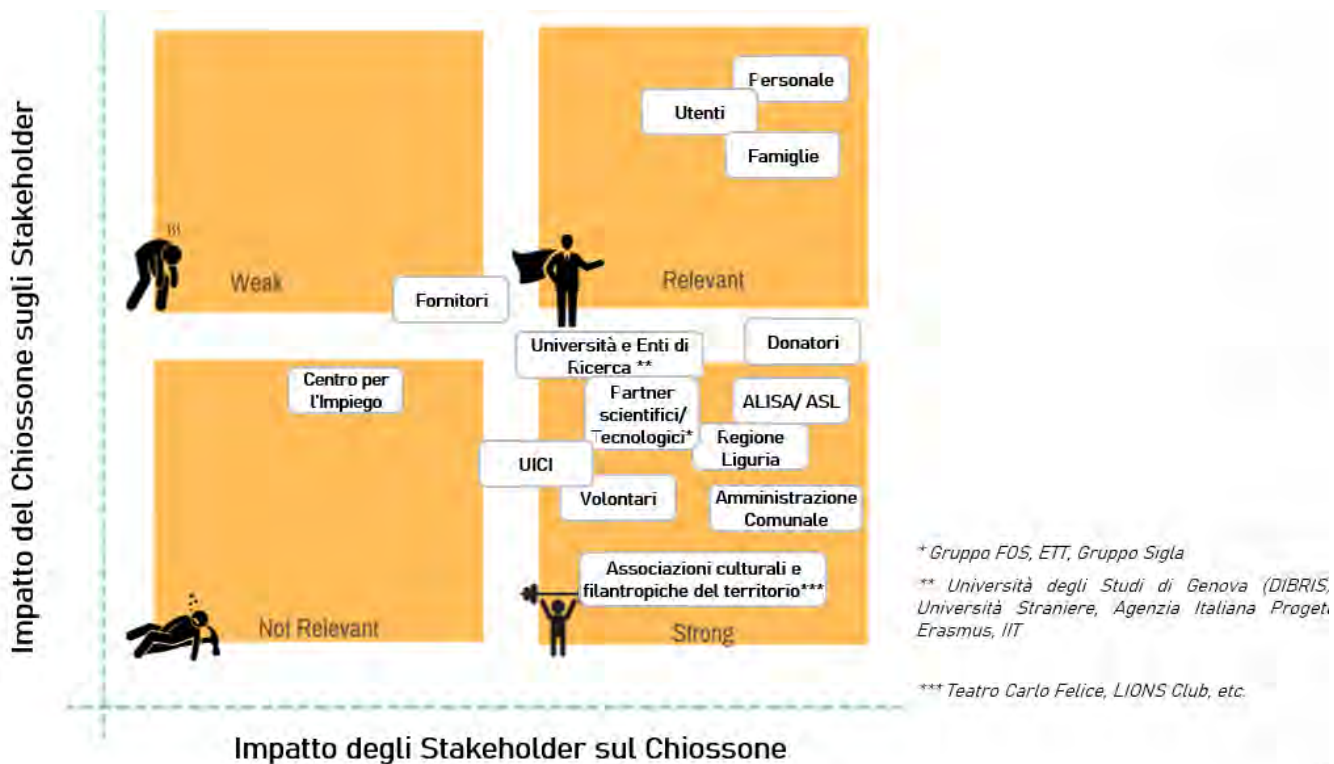 Impatto del Chiossone sugli Stakeholder
Personale
Utenti
Famiglie
Weak
Relevant
Fornitori
Università e Enti di
Ricerca **
Donatori
Centro per
l'Impiego
Partner
scientifici/
Tecnologici*
ALISA/ ASL
Regione
Liguria
UICI
Volontari
Amministrazione
Comunale
Associazioni culturali e
filantropiche del territorio***
Not Relevant
Strong
* Gruppo FOS, ETT, Gruppo Sigla
** Università degli Studi di Genova (DIBRIS)
Università Straniere, Agenzia Italiana Progett
Erasmus, IIT
*** Teatro Carlo Felice, LIONS Club, etc.
Impatto degli Stakeholder sul Chiossone